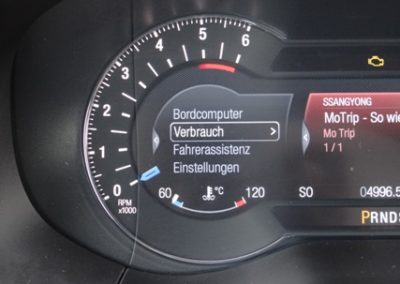 6
5
4
3
2
1
0
RPM
x1000
Bordcomputer
Verbrauch >
Fahrerassistenz
Einstellungen
60 °C 120
SSANGYONG
MoTrip - So wie
Mo Trip
1/1
SO 04996.5
PRNDS